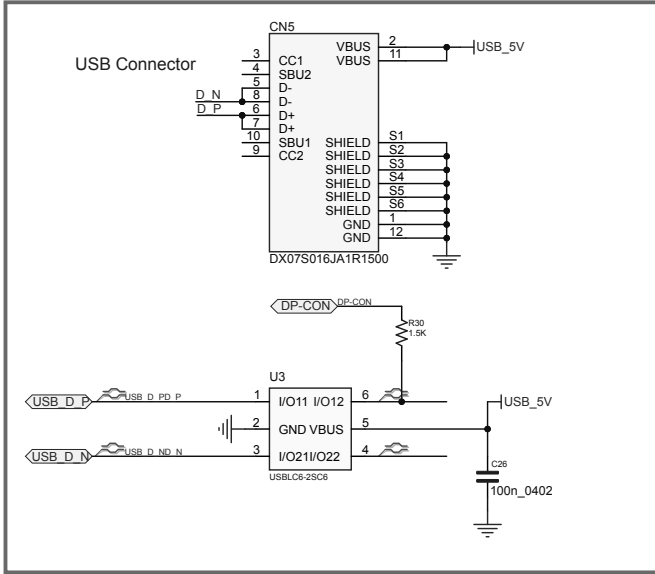 CN5
USB Connector
2 VBUS USB_5V
11 VBUS
3 CC1
4 SBU2
5 D-
D_N 8 D-
D_P 6 D+
7 D+
10 SBU1 SHIELD S1
9 CC2 SHIELD S2
SHIELD S3
SHIELD S4
SHIELD S5
SHIELD S6
GND 1
GND 12
DX07S016JA1R1500
DP-CON DP-CON
R30
1.5K
U3
USB_D_P USB_D_PD_P 1 I/O11 I/O12 6 USB_5V
2 GND VBUS 5
USB_D_N USB_D_ND_N 3 I/O21 I/O22 4
USBLC6-2SC6
C26
100n_0402